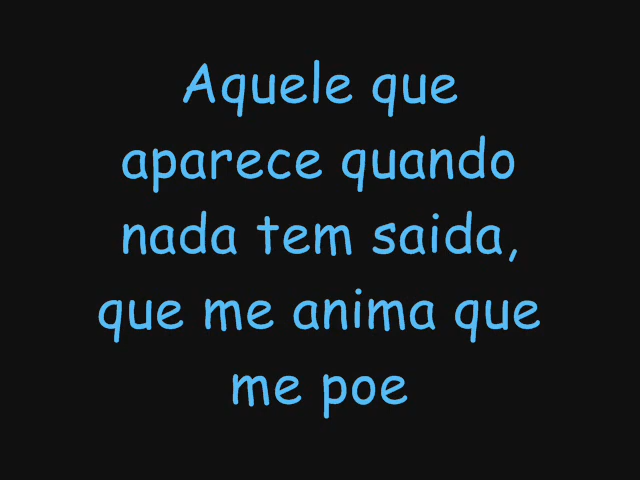 Aquele que
aparece quando
nada tem saida,
que me anima que
me poe